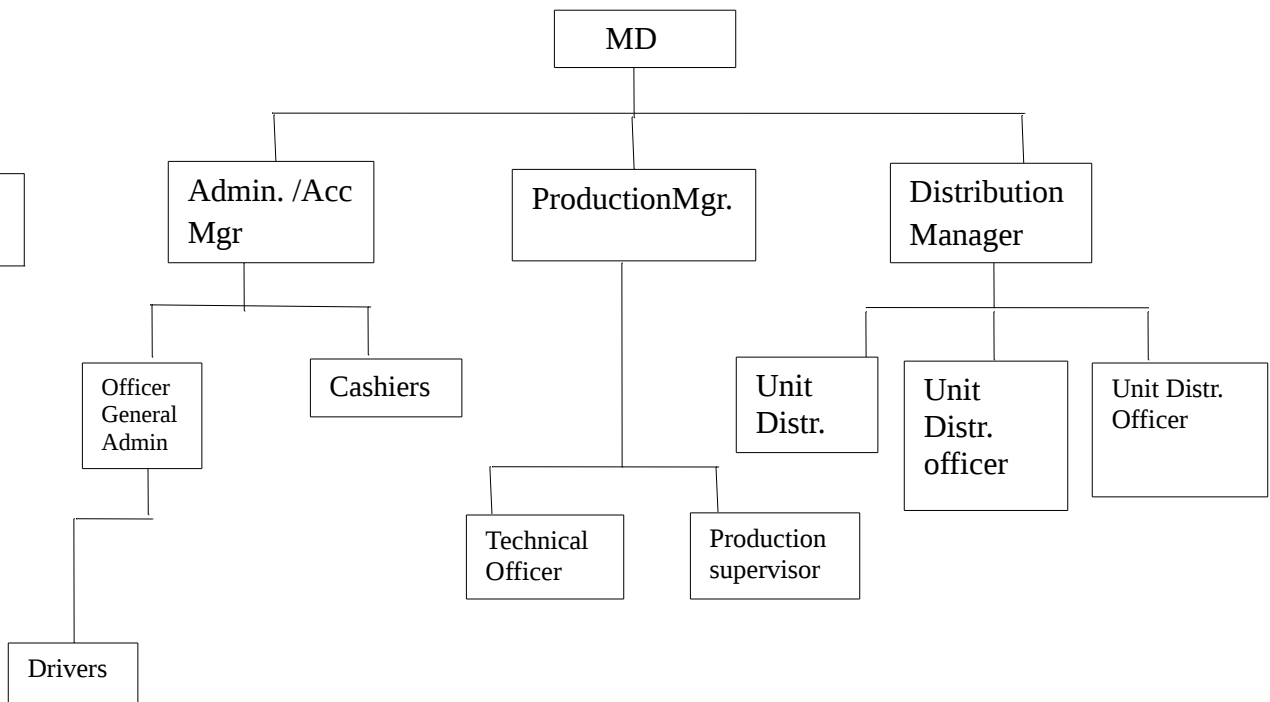 MD
Admin. /Acc
Mgr
ProductionMgr.
Distribution
Manager
Officer
General
Admin
Cashiers
Unit
Distr.
Unit
Distr.
officer
Unit Distr.
Officer
Technical
Officer
Production
supervisor
Drivers